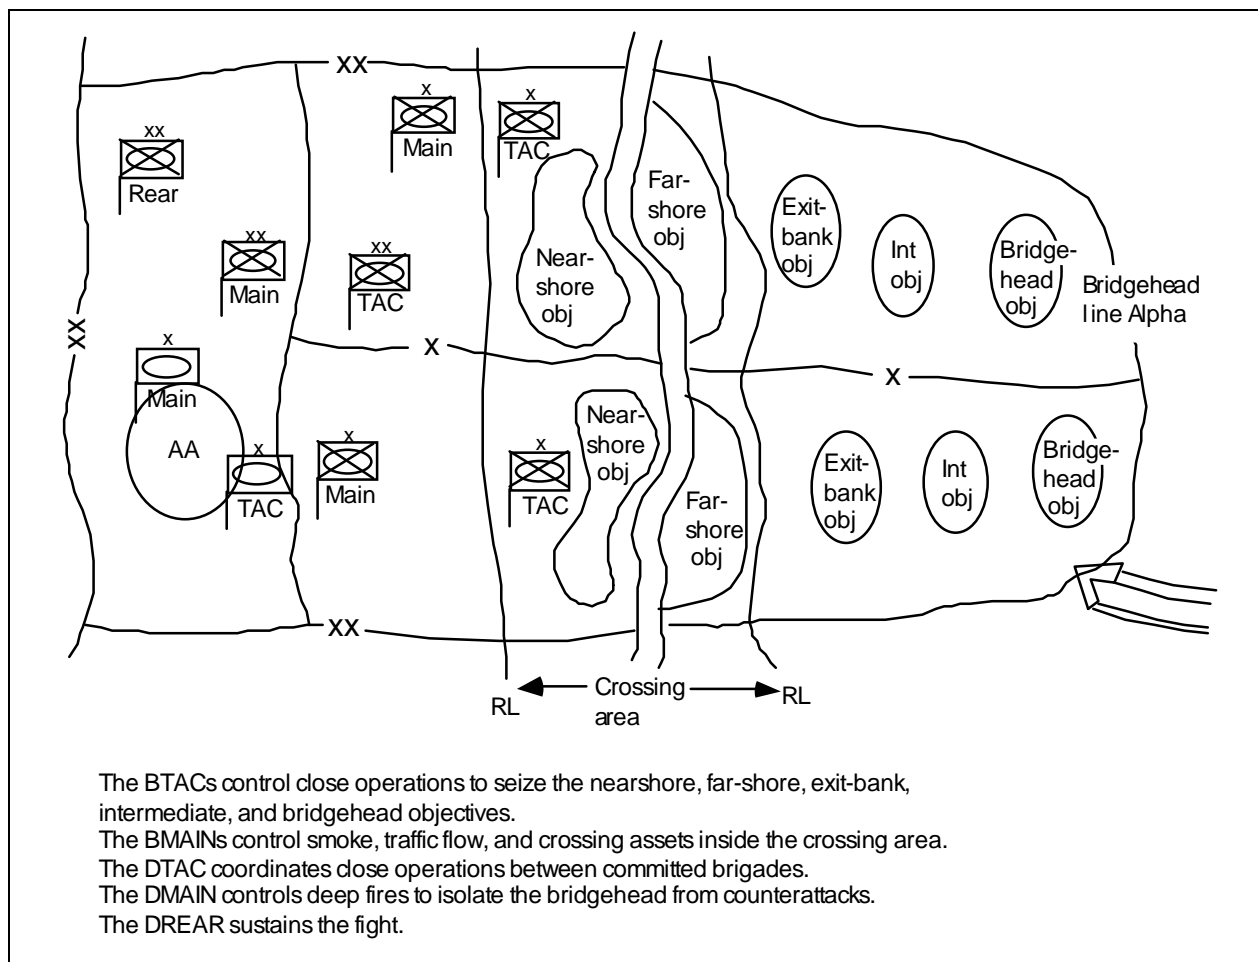 XX
x
x
Main
TAC
xx
Rear
Far-
shore
obj
Exit-
bank
obj
Near-
shore
obj
Int
obj
Bridge-
head
obj
Bridgehead
line Alpha
xx
Main
xx
TAC
XX
X
X
x
Main
AA
x
TAC
x
Main
x
TAC
Near-
shore
obj
Far-
shore
obj
Exit-
bank
obj
Int
obj
Bridge-
head
obj
XX
RL
Crossing
area
RL
The BTACs control close operations to seize the nearshore, far-shore, exit-bank,
intermediate, and bridgehead objectives.
The BMAINs control smoke, traffic flow, and crossing assets inside the crossing area.
The DTAC coordinates close operations between committed brigades.
The DMAIN controls deep fires to isolate the bridgehead from counterattacks.
The DREAR sustains the fight.